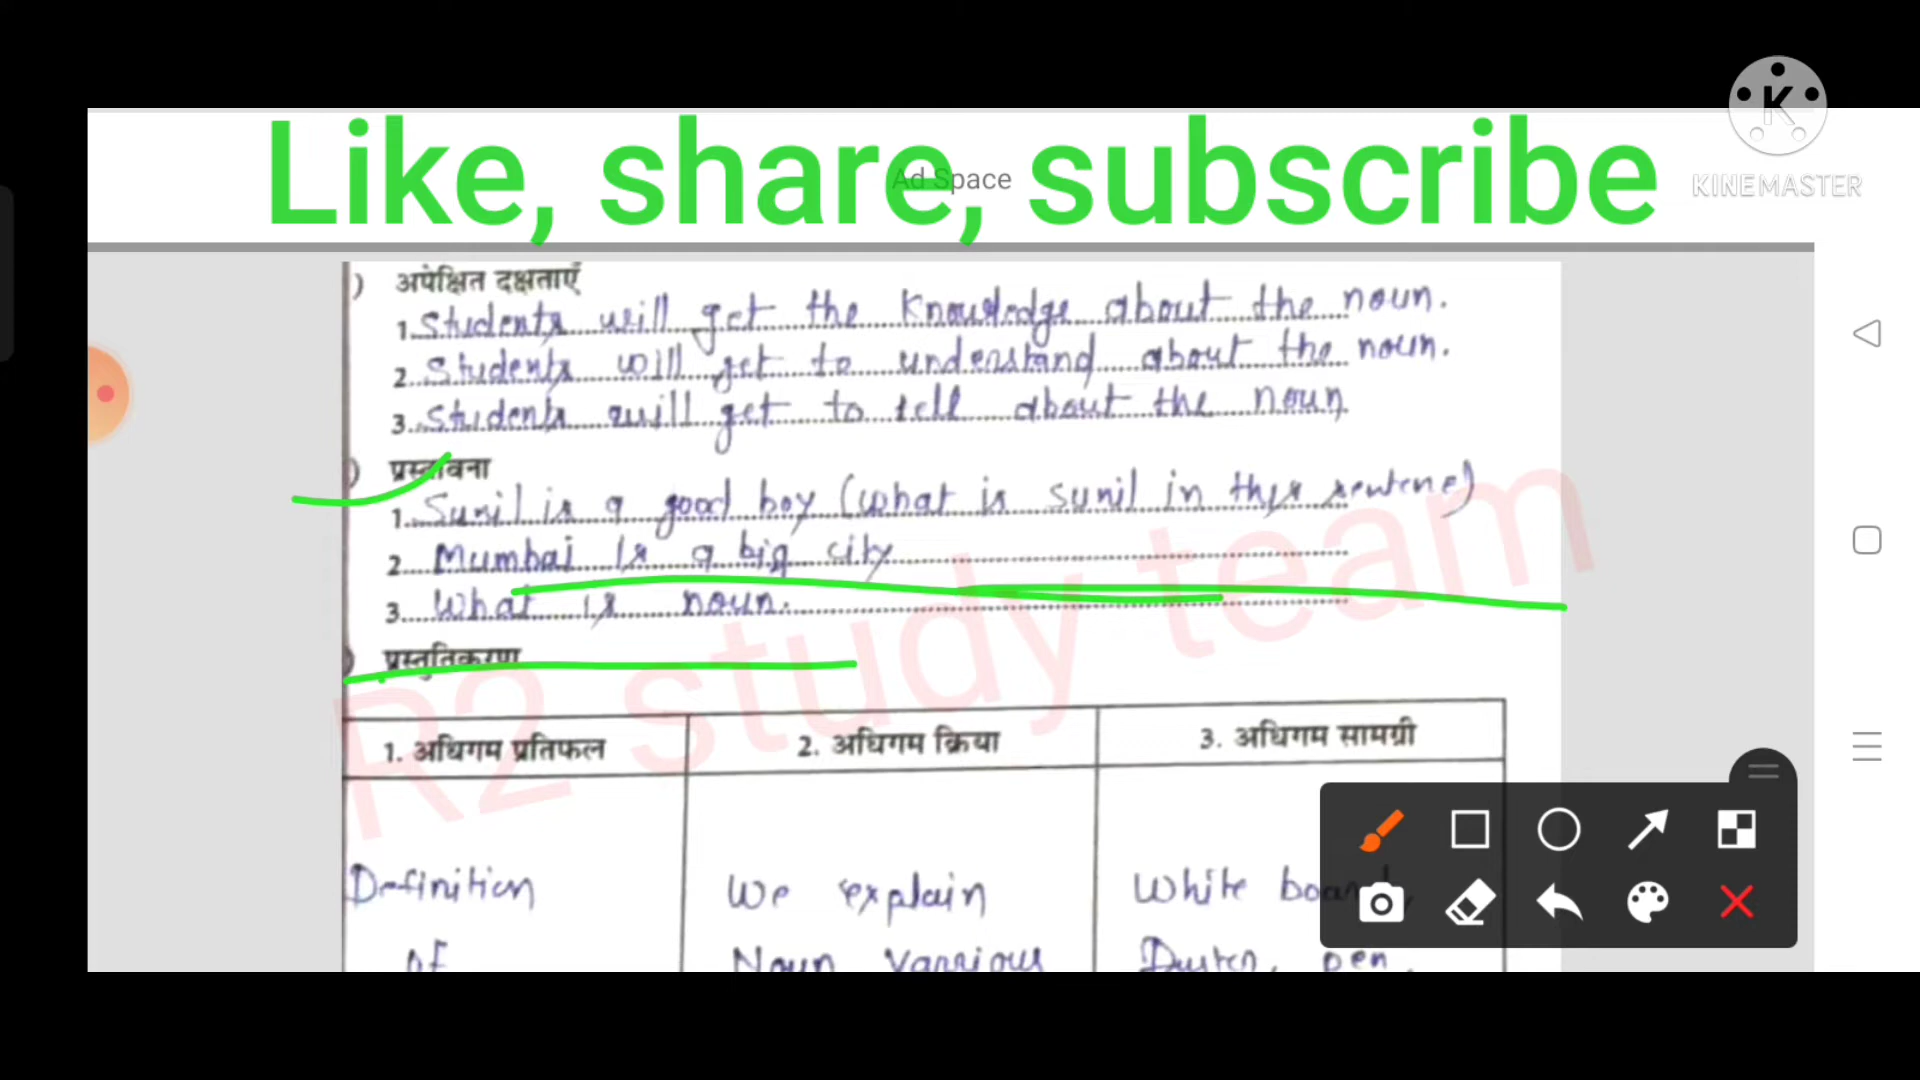 Like, share, subscribe
Ad Space
KINEMASTER
) अपेक्षित दक्षताएँ
1. Students will get the Knowledge about the noun.
2 Students will get to understand about the noun.
3. Students will get to tell about the noun
) प्रस्तावना
1. Sunil is a good boy (what is sunil in this sentence)
2 Mumbai is a big city
3. What is noun.
) प्रस्तुतिकरण
R2 study team
1. अधिगम प्रतिफल 2. अधिगम क्रिया 3. अधिगम सामग्री
Definition We explain White board,
of Noun varrious Duster, pen,